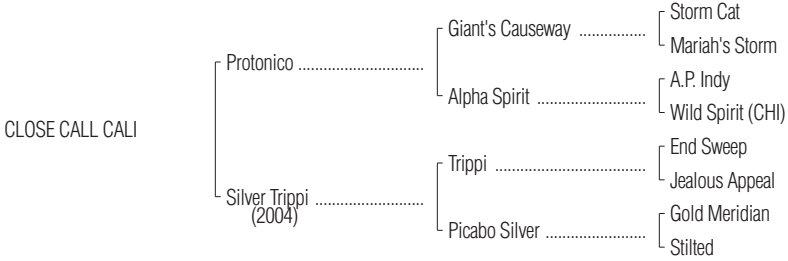 Storm Cat
Giant's Causeway ................
Mariah's Storm
Protonico ..............................
A.P. Indy
Alpha Spirit ..........................
Wild Spirit (CHI)
CLOSE CALL CALI
End Sweep
Trippi .....................................
Jealous Appeal
Silver Trippi ..........................
(2004)
Gold Meridian
Picabo Silver ........................
Stilted